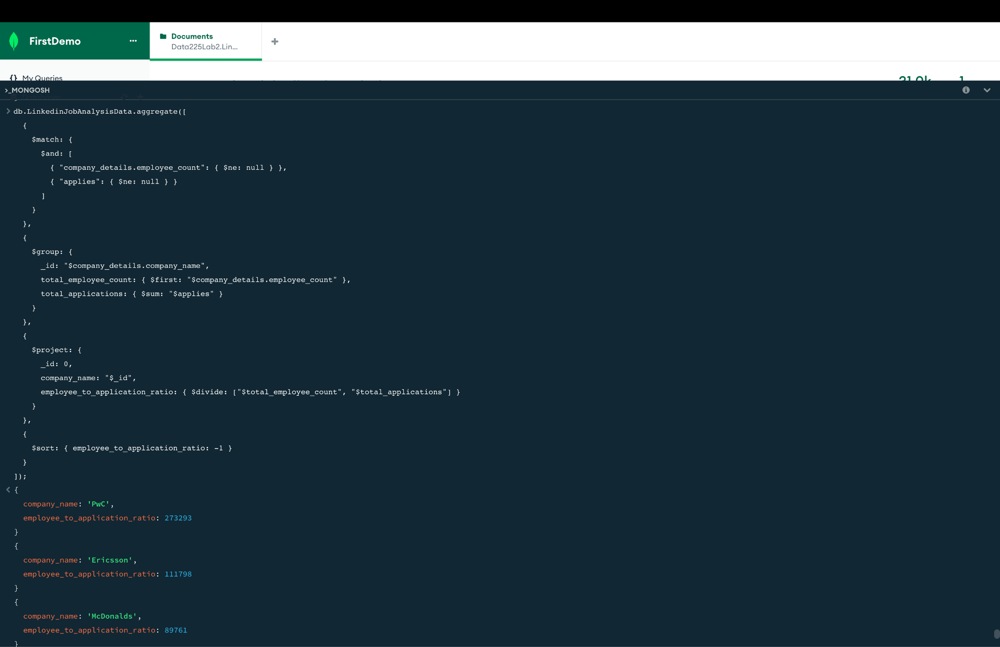 FirstDemo
...
Documents
Data225Lab2.Lin...
+
{} My Queries
>_MONGOSH
> db.LinkedinJobAnalysisData.aggregate([
{
$match: {
$and: [
{ "company_details.employee_count": { $ne: null } },
{ "applies": { $ne: null } }
]
}
},
{
$group: {
_id: "$company_details.company_name",
total_employee_count: { $first: "$company_details.employee_count" },
total_applications: { $sum: "$applies" }
}
},
{
$project: {
_id: 0,
company_name: "$_id",
employee_to_application_ratio: { $divide: ["$total_employee_count", "$total_applications"] }
}
},
{
$sort: { employee_to_application_ratio: -1 }
}
]);
< {
company_name: 'PwC',
employee_to_application_ratio: 273293
}
{
company_name: 'Ericsson',
employee_to_application_ratio: 111798
}
{
company_name: 'McDonalds',
employee_to_application_ratio: 89761
}